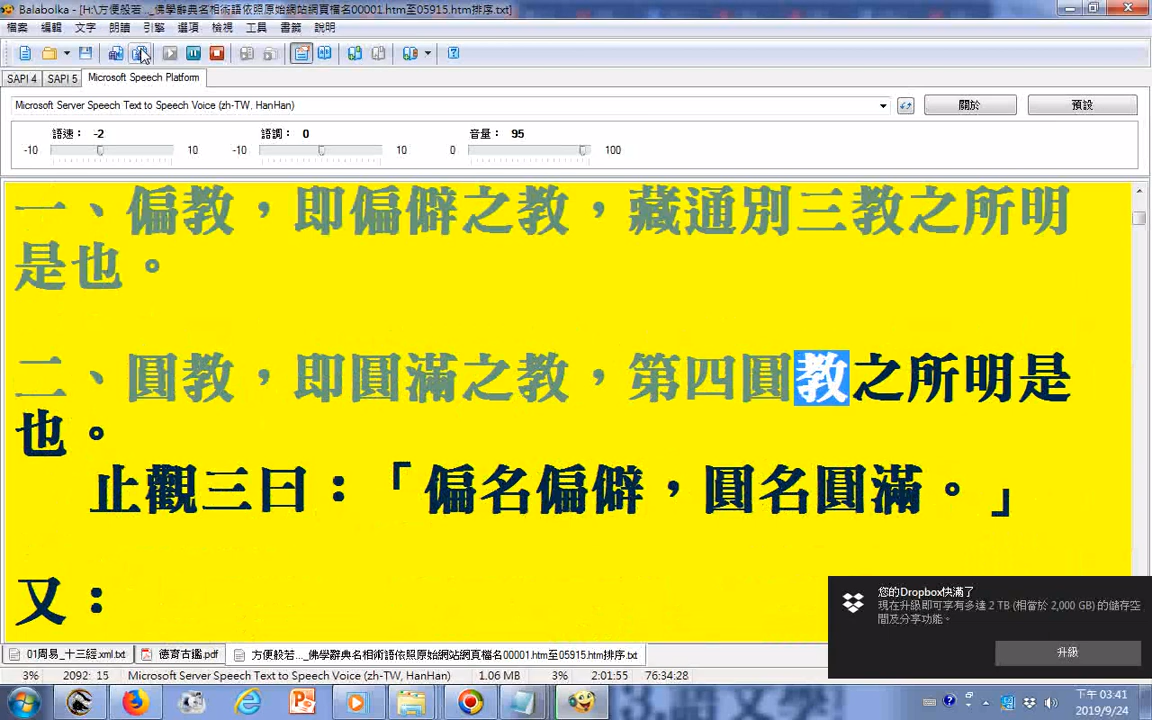 Balabolka - [H:\方便般若..._佛學辭典名相術語依照原始網站網頁檔名00001.htm至05915.htm排序.txt]
檔案 編輯 文字 朗讀 引擎 選項 檢視 工具 書籤 說明
SAPI 4 SAPI 5 Microsoft Speech Platform
Microsoft Server Speech Text to Speech Voice (zh-TW, HanHan) 關於 預設
語速： -2 語調： 0 音量： 95
-10 10 -10 10 0 100
一、偏教，即偏僻之教，藏通別三教之所明
是也。
二、圓教，即圓滿之教，第四圓教之所明是
也。
止觀三曰：「偏名偏僻，圓名圓滿。」
又：
您的Dropbox快滿了
現在升級即可享有多達 2 TB (相當於 2,000 GB) 的儲存空
間及分享功能。
升級
01周易_十三經.xml.txt 德育古鑑.pdf 方便般若..._佛學辭典名相術語依照原始網站網頁檔名00001.htm至05915.htm排序.txt
3% 2092: 15 Microsoft Server Speech Text to Speech Voice (zh-TW, HanHan) 1.06 MB 3% 2:01:55 76:34:28
3.語文學
下午 03:41
2019/9/24